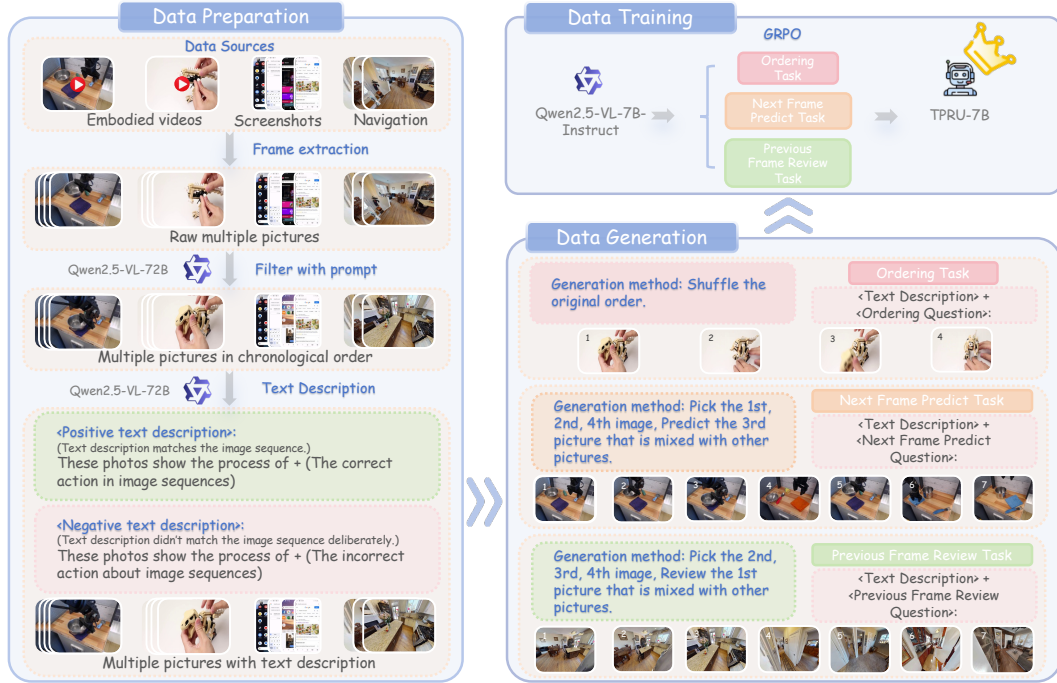 Data Preparation
Data Sources
Embodied videos
Screenshots
Navigation
Frame extraction
Raw multiple pictures
Qwen2.5-VL-72B
Filter with prompt
Multiple pictures in chronological order
Qwen2.5-VL-72B
Text Description
<Positive text description>:
(Text description matches the image sequence.)
These photos show the process of + (The correct
action in image sequences)
<Negative text description>:
(Text description didn't match the image sequence deliberately.)
These photos show the process of + (The incorrect
action about image sequences)
Multiple pictures with text description
Data Training
GRPO
Qwen2.5-VL-7B-
Instruct
Ordering
Task
Next Frame
Predict Task
Previous
Frame Review
Task
TPRU-7B
Data Generation
Generation method: Shuffle the
original order.
Ordering Task
<Text Description> +
<Ordering Question>:
1
2
3
4
Generation method: Pick the 1st,
2nd, 4th image, Predict the 3rd
picture that is mixed with other
pictures.
Next Frame Predict Task
<Text Description> +
<Next Frame Predict
Question>:
1
2
3
4
5
6
7
Generation method: Pick the 2nd,
3rd, 4th image, Review the 1st
picture that is mixed with other
pictures.
Previous Frame Review Task
<Text Description> +
<Previous Frame Review
Question>:
1
2
3
4
5
6
7